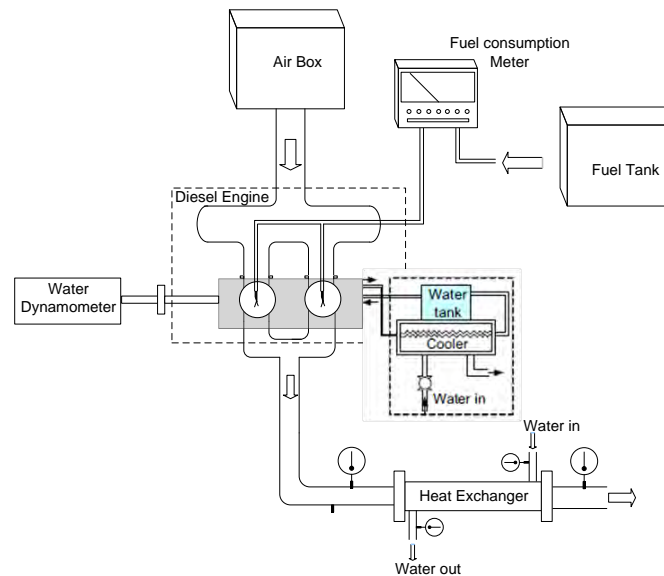 Fuel consumption
Meter
Air Box
Fuel Tank
Diesel Engine
Water
Dynamometer
Water
tank
Cooler
Water in
Water in
Heat Exchanger
Water out